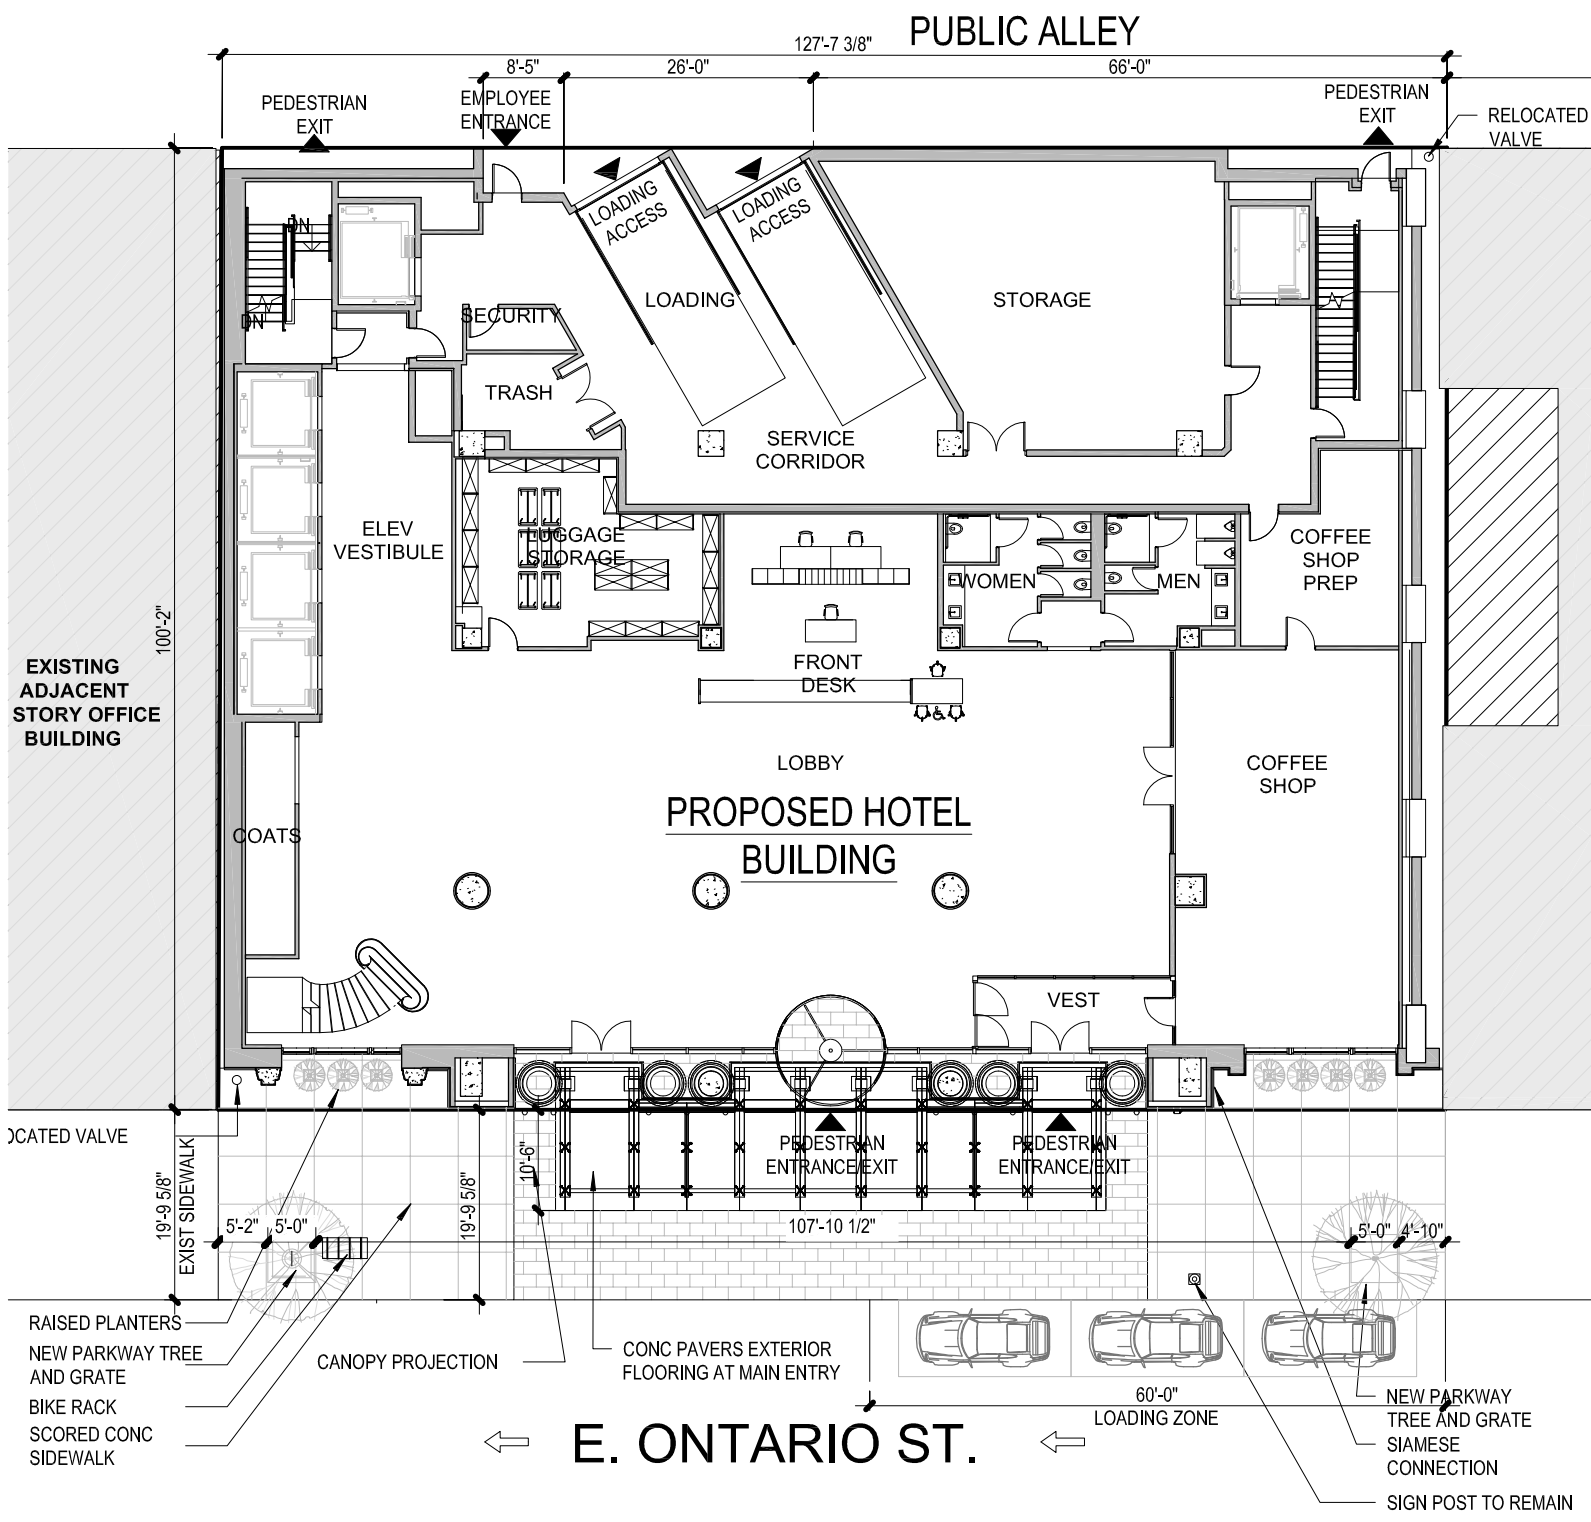 PUBLIC ALLEY
127'-7 3/8"
8'-5"
26'-0"
66'-0"
PEDESTRIAN
EXIT
EMPLOYEE
ENTRANCE
PEDESTRIAN
EXIT
RELOCATED
VALVE
LOADING
ACCESS
LOADING
ACCESS
DN
DN
SECURITY
LOADING
STORAGE
TRASH
SERVICE
CORRIDOR
ELEV
VESTIBULE
LUGGAGE
STORAGE
WOMEN
MEN
COFFEE
SHOP
PREP
100'-2"
FRONT
DESK
EXISTING
ADJACENT
STORY OFFICE
BUILDING
LOBBY
COFFEE
SHOP
PROPOSED HOTEL
BUILDING
COATS
VEST
OCATED VALVE
19'-9 5/8"
EXIST SIDEWALK
19'-9 5/8"
10'-6"
PEDESTRIAN
ENTRANCE/EXIT
PEDESTRIAN
ENTRANCE/EXIT
5'-2"
5'-0"
107'-10 1/2"
5'-0"
4'-10"
RAISED PLANTERS
NEW PARKWAY TREE
AND GRATE
BIKE RACK
SCORED CONC
SIDEWALK
CANOPY PROJECTION
CONC PAVERS EXTERIOR
FLOORING AT MAIN ENTRY
60'-0"
LOADING ZONE
E. ONTARIO ST.
NEW PARKWAY
TREE AND GRATE
SIAMESE
CONNECTION
SIGN POST TO REMAIN